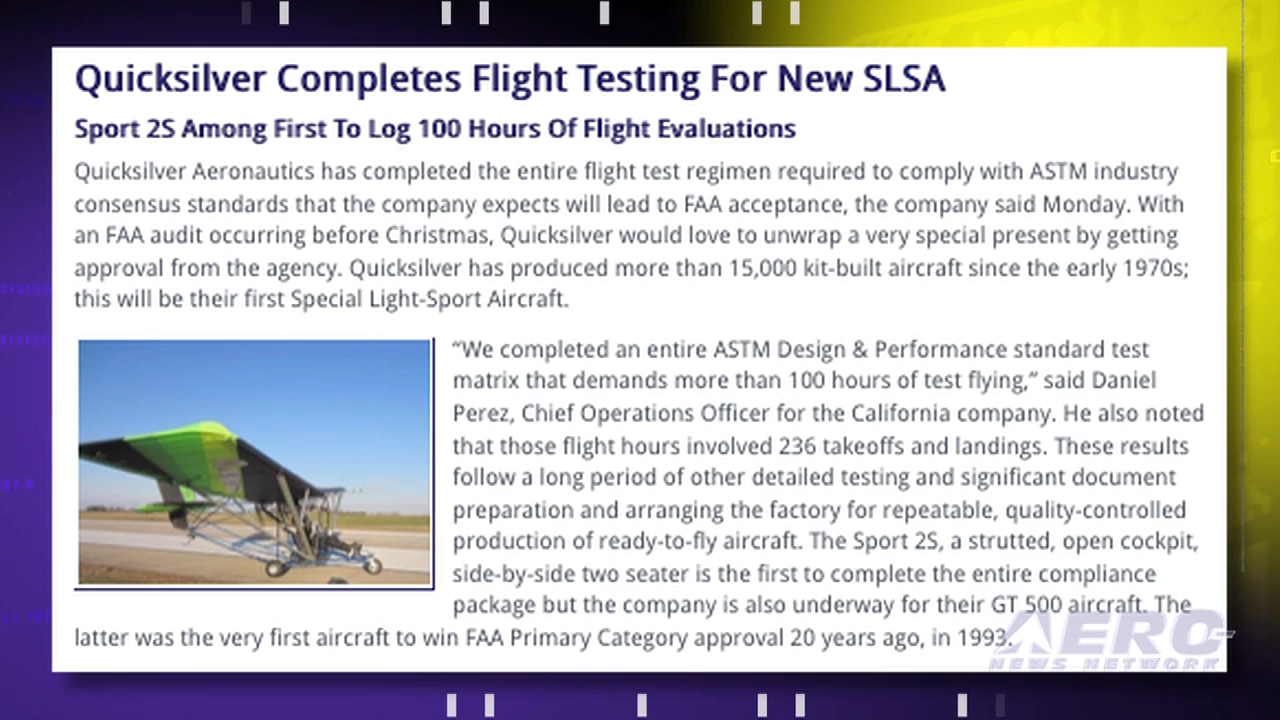 Quicksilver Completes Flight Testing For New SLSA
Sport 2S Among First To Log 100 Hours Of Flight Evaluations
Quicksilver Aeronautics has completed the entire flight test regimen required to comply with ASTM industry
consensus standards that the company expects will lead to FAA acceptance, the company said Monday. With
an FAA audit occurring before Christmas, Quicksilver would love to unwrap a very special present by getting
approval from the agency. Quicksilver has produced more than 15,000 kit-built aircraft since the early 1970s;
this will be their first Special Light-Sport Aircraft.
“We completed an entire ASTM Design & Performance standard test
matrix that demands more than 100 hours of test flying,” said Daniel
Perez, Chief Operations Officer for the California company. He also noted
that those flight hours involved 236 takeoffs and landings. These results
follow a long period of other detailed testing and significant document
preparation and arranging the factory for repeatable, quality-controlled
production of ready-to-fly aircraft. The Sport 2S, a strutted, open cockpit,
side-by-side two seater is the first to complete the entire compliance
package but the company is also underway for their GT 500 aircraft. The
latter was the very first aircraft to win FAA Primary Category approval 20 years ago, in 1993.
AERO-
NEWS NETWORK